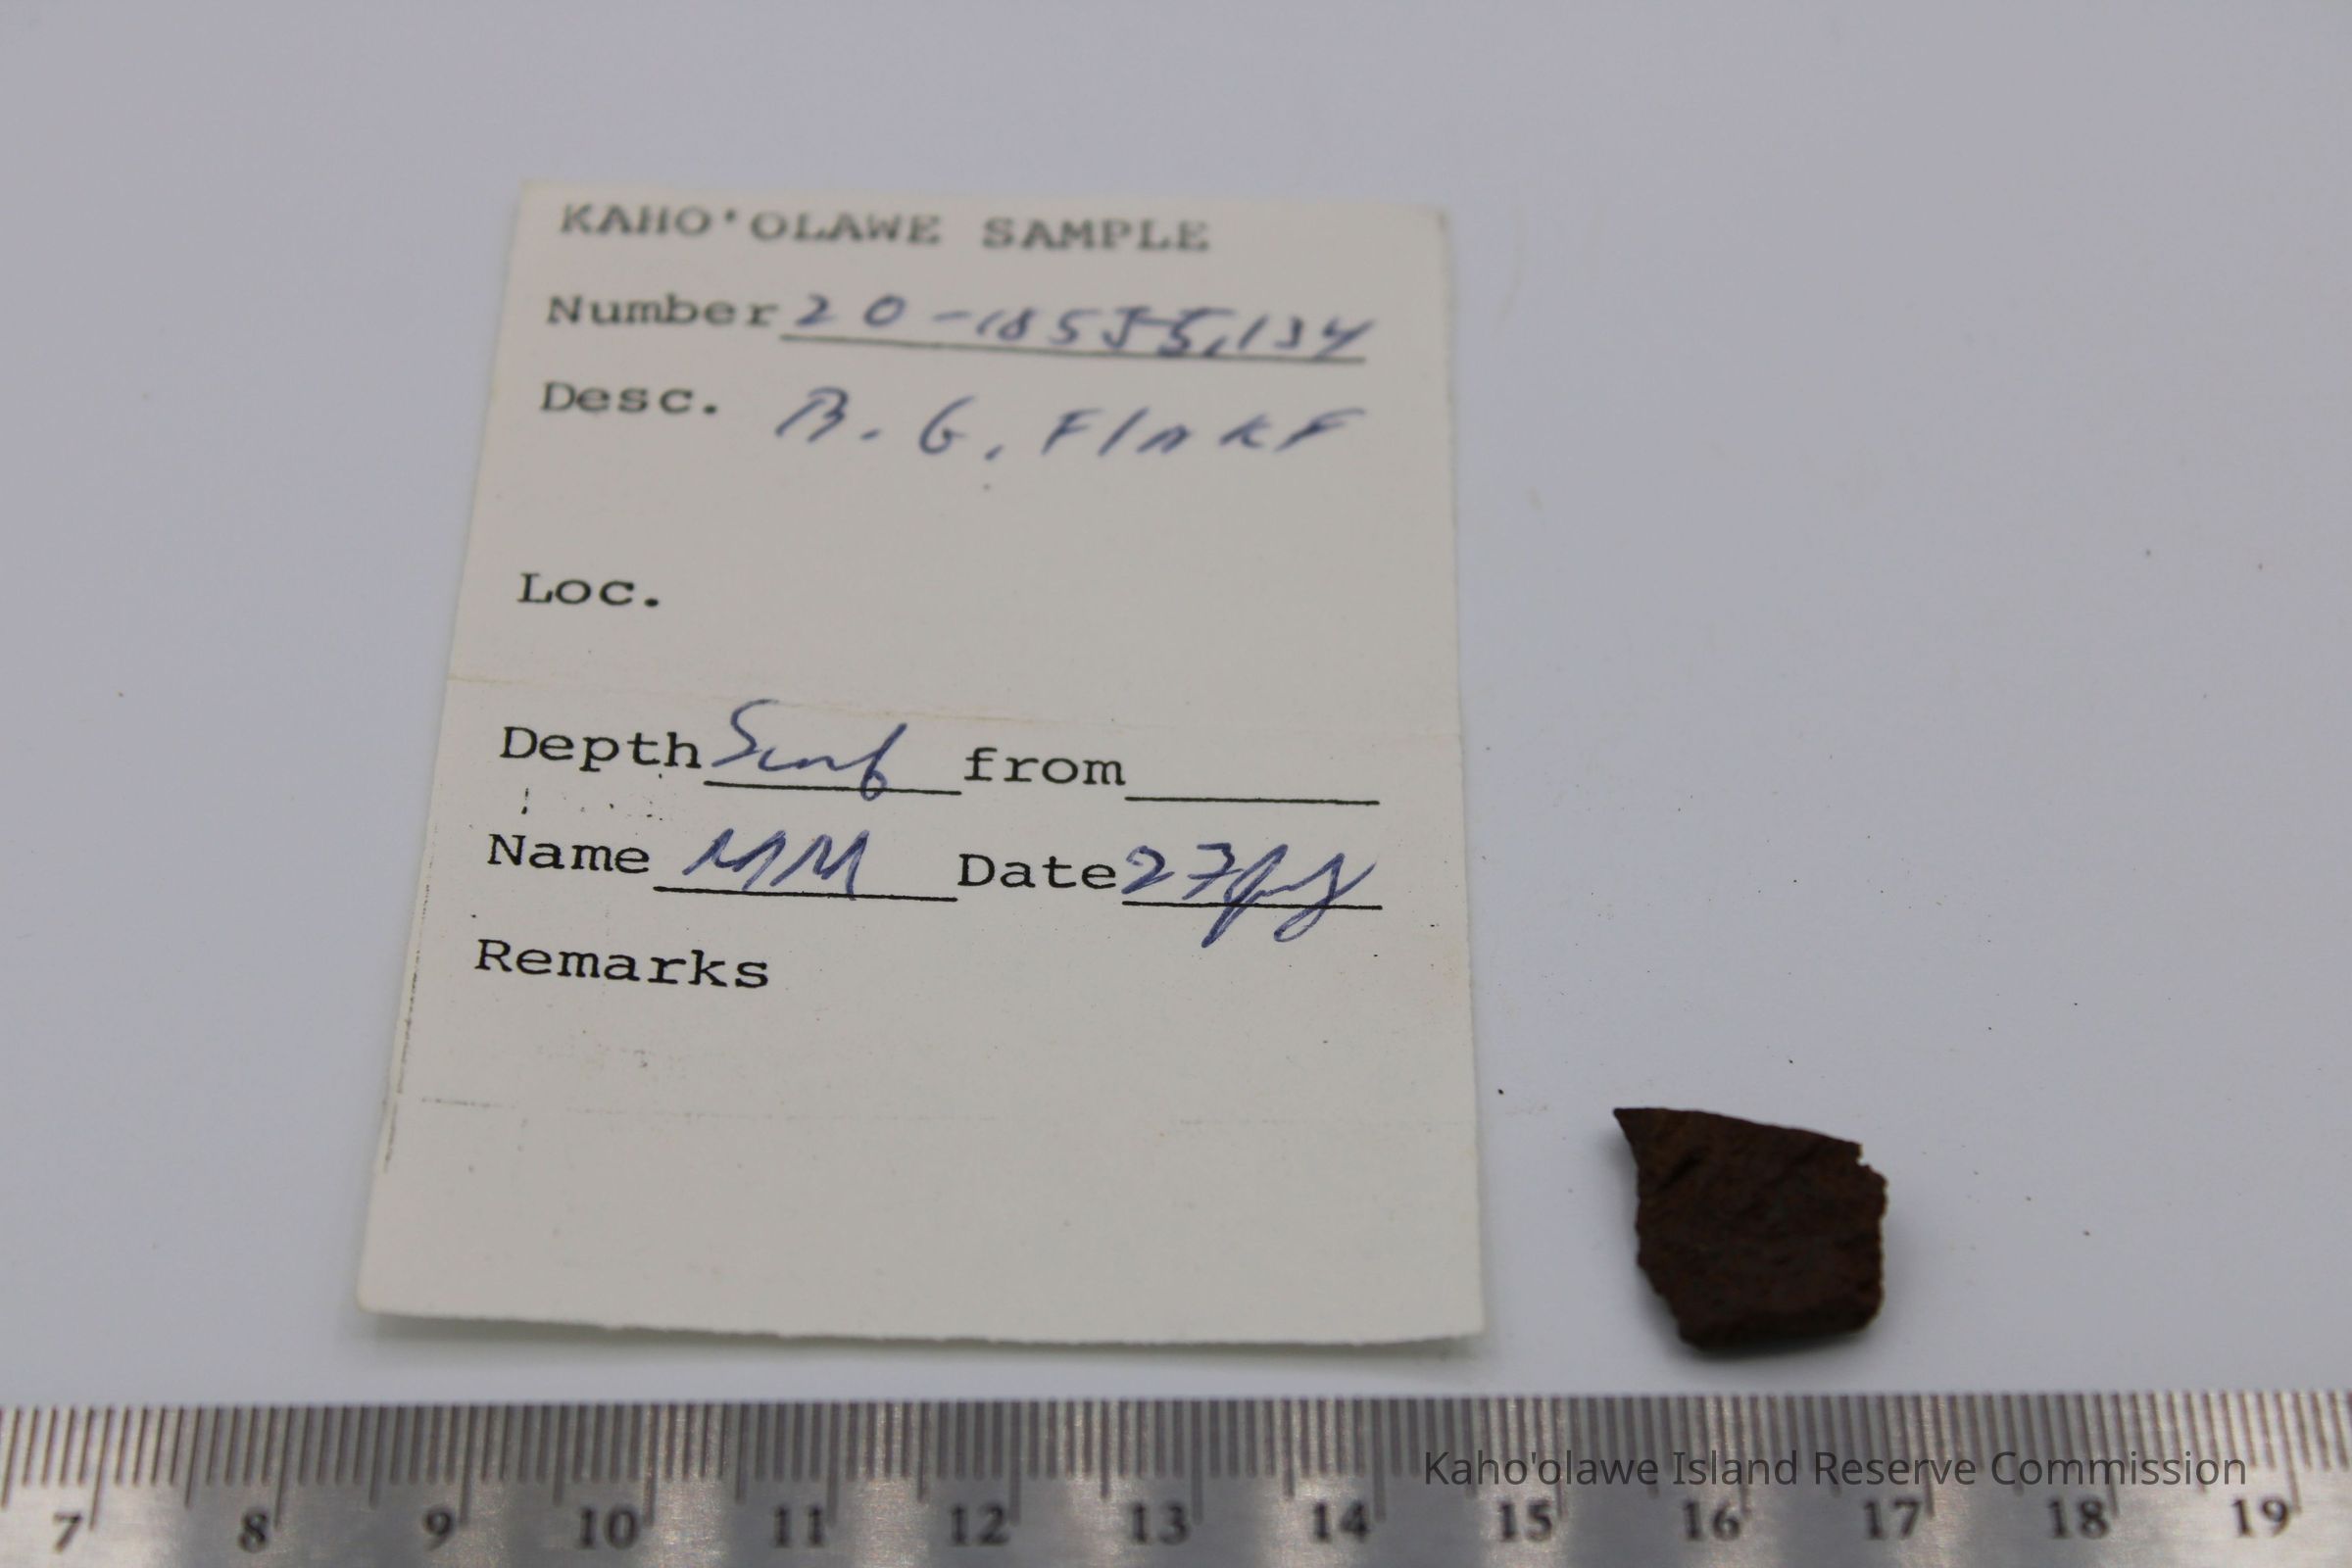 KAHO'OLAWE SAMPLE
Number 20-18555,134
Desc. B. G. FlakE
Loc.
Depth Surf from
Name MM Date 27
Remarks
Kaho'olawe Island Reserve Commission
7 8 9 10 11 12 13 14 15 16 17 18 19